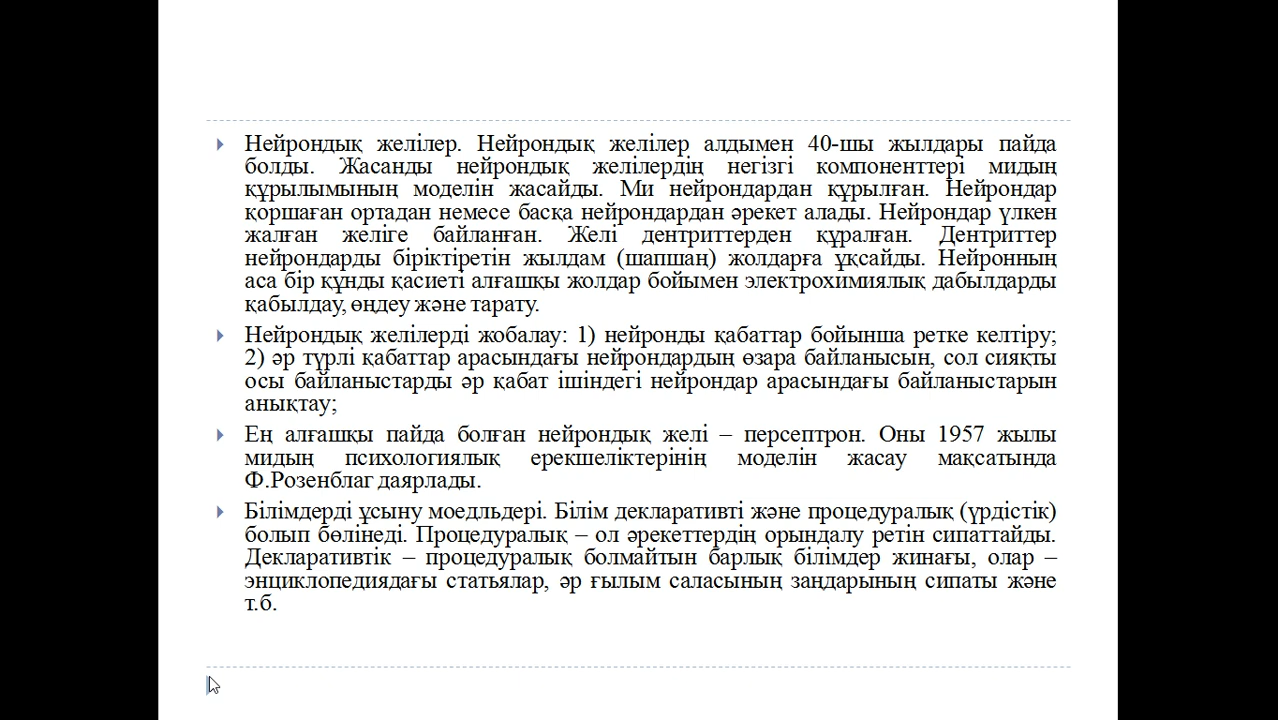 Нейрондық желілер. Нейрондық желілер алдымен 40-шы жылдары пайда
болды. Жасанды нейрондық желілердің негізгі компоненттері мидың
құрылымының моделін жасайды. Ми нейрондардан құрылған. Нейрондар
қоршаған ортадан немесе басқа нейрондардан әрекет алады. Нейрондар үлкен
жалған желіге байланған. Желі дентриттерден құралған. Дентриттер
нейрондарды біріктіретін жылдам (шапшаң) жолдарға ұқсайды. Нейронның
аса бір құнды қасиеті алғашқы жолдар бойымен электрохимиялық дабылдарды
қабылдау, өңдеу және тарату.
Нейрондық желілерді жобалау: 1) нейронды қабаттар бойынша ретке келтіру;
2) әр түрлі қабаттар арасындағы нейрондардың өзара байланысын, сол сияқты
осы байланыстарды әр қабат ішіндегі нейрондар арасындағы байланыстарын
анықтау;
Ең алғашқы пайда болған нейрондық желі – персептрон. Оны 1957 жылы
мидың психологиялық ерекшеліктерінің моделін жасау мақсатында
Ф.Розенблаг даярлады.
Білімдерді ұсыну моедльдері. Білім декларативті және процедуралық (үрдістік)
болып бөлінеді. Процедуралық – ол әрекеттердің орындалу ретін сипаттайды.
Декларативтік – процедуралық болмайтын барлық білімдер жинағы, олар –
энциклопедиядағы статьялар, әр ғылым саласының заңдарының сипаты және
т.б.